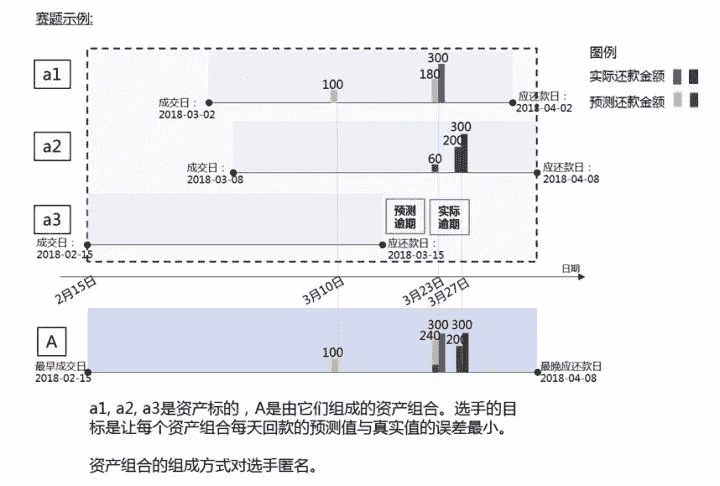 赛题示例:
图例
实际还款金额
预测还款金额
a1
100
180
300
成交日:
2018-03-02
应还款日:
2018-04-02
a2
60
200
300
成交日:
2018-03-08
应还款日:
2018-04-08
a3
预测
逾期
实际
逾期
成交日:
2018-02-15
应还款日:
2018-03-15
日期
2月15日
3月10日
3月23日
3月27日
A
100
240
300
200
300
最早成交日
2018-02-15
最晚应还款日
2018-04-08
a1, a2, a3是资产标的，A是由它们组成的资产组合。选手的目
标是让每个资产组合每天回款的预测值与真实值的误差最小。
资产组合的组成方式对选手匿名。